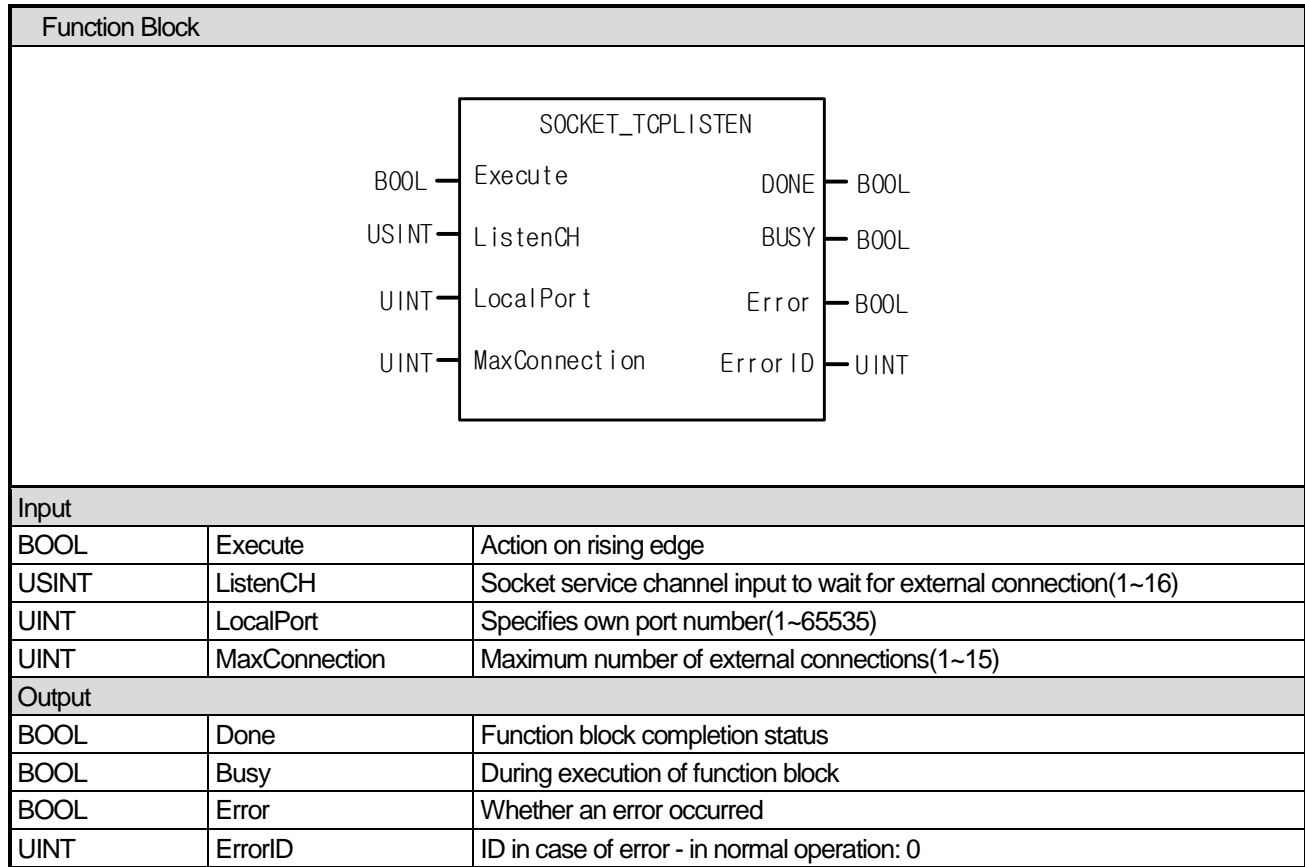 Function Block
SOCKET_TCPLISTEN
BOOL Execute DONE BOOL
USINT ListenCH BUSY BOOL
UINT LocalPort Error BOOL
UINT MaxConnection ErrorID UINT
Input
BOOL Execute Action on rising edge
USINT ListenCH Socket service channel input to wait for external connection(1~16)
UINT LocalPort Specifies own port number(1~65535)
UINT MaxConnection Maximum number of external connections(1~15)
Output
BOOL Done Function block completion status
BOOL Busy During execution of function block
BOOL Error Whether an error occurred
UINT ErrorID ID in case of error - in normal operation: 0